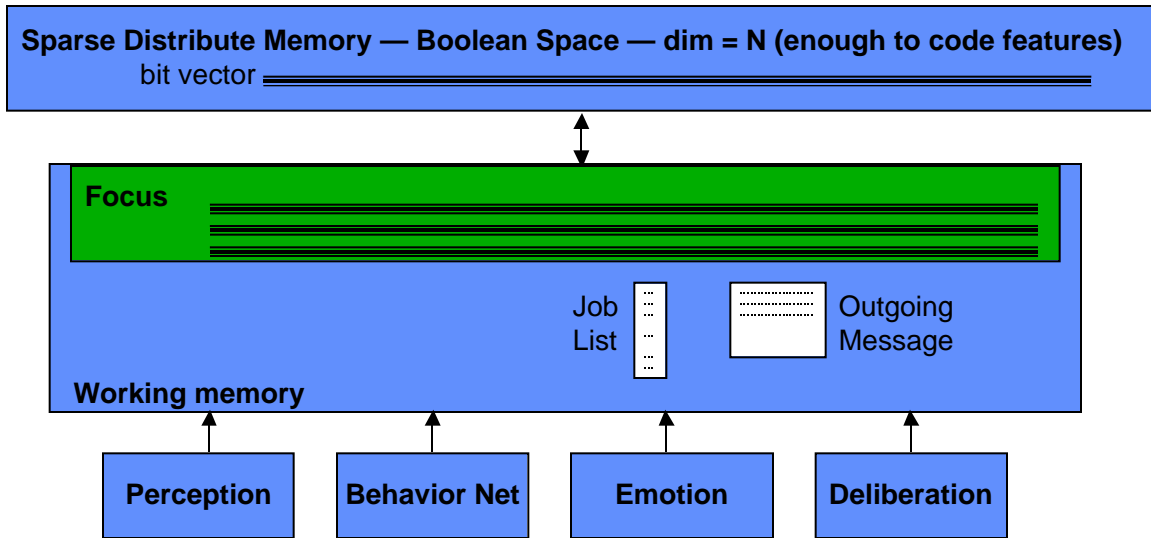 Sparse Distribute Memory — Boolean Space — dim = N (enough to code features)
bit vector
Focus
Job
List
Outgoing
Message
Working memory
Perception
Behavior Net
Emotion
Deliberation